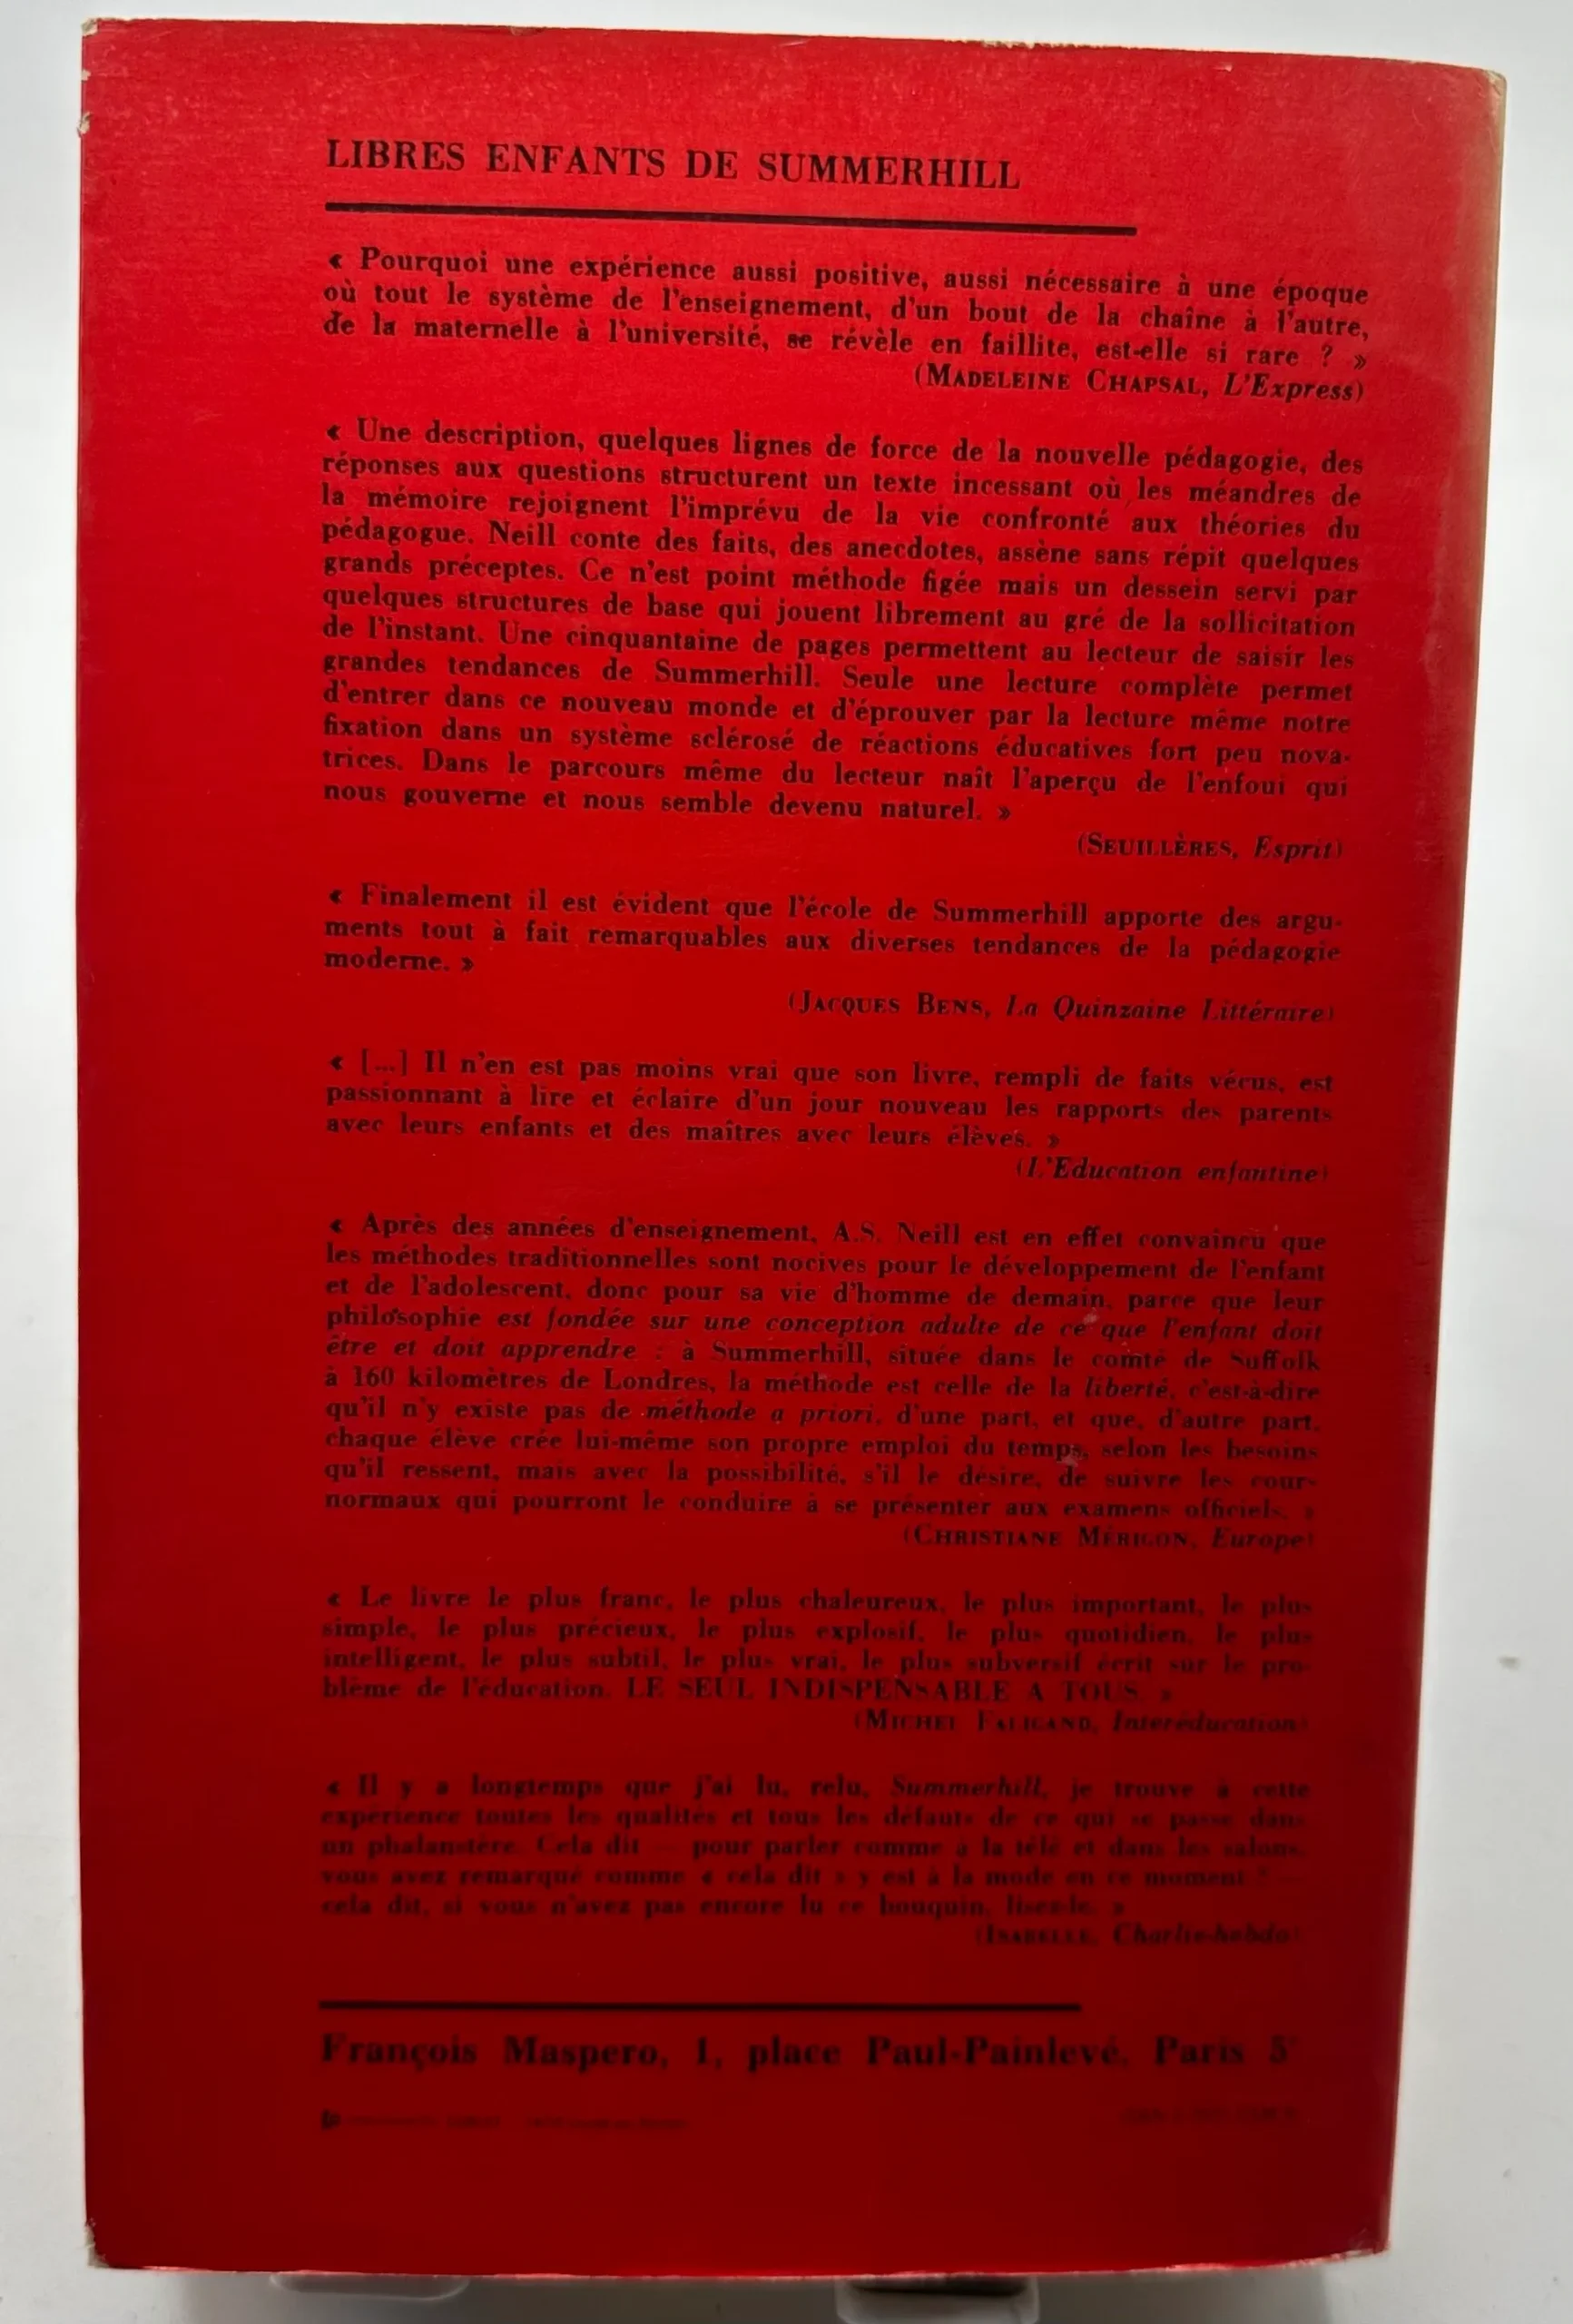 LIBRES ENFANTS DE SUMMERHILL
« Pourquoi une expérience aussi positive, aussi nécessaire à une époque
où tout le système de l'enseignement, d'un bout de la chaîne à l'autre,
de la maternelle à l'université, se révèle en faillite, est-elle si rare ? »
(MADELEINE CHAPSAL, L'Express)
« Une description, quelques lignes de force de la nouvelle pédagogie, des
réponses aux questions structurent un texte incessant où les méandres de
la mémoire rejoignent l'imprévu de la vie confronté aux théories du
pédagogue. Neill conte des faits, des anecdotes, assène sans répit quelques
grands préceptes. Ce n'est point méthode figée mais un dessein servi par
quelques structures de base qui jouent librement au gré de la sollicitation
de l'instant. Une cinquantaine de pages permettent au lecteur de saisir les
grandes tendances de Summerhill. Seule une lecture complète permet
d'entrer dans ce nouveau monde et d'éprouver par la lecture même notre
fixation dans un système sclérosé de réactions éducatives fort peu nova-
trices. Dans le parcours même du lecteur naît l'aperçu de l'enfoui qui
nous gouverne et nous semble devenu naturel. »
(SEUILLÈRES, Esprit)
« Finalement il est évident que l'école de Summerhill apporte des argu-
ments tout à fait remarquables aux diverses tendances de la pédagogie
moderne. »
(JACQUES BENS, La Quinzaine Littéraire)
« [...] Il n'en est pas moins vrai que son livre, rempli de faits vécus, est
passionnant à lire et éclaire d'un jour nouveau les rapports des parents
avec leurs enfants et des maîtres avec leurs élèves. »
(L'Education enfantine)
« Après des années d'enseignement, A.S. Neill est en effet convaincu que
les méthodes traditionnelles sont nocives pour le développement de l'enfant
et de l'adolescent, donc pour sa vie d'homme de demain, parce que leur
philosophie est fondée sur une conception adulte de ce que l'enfant doit
être et doit apprendre : à Summerhill, située dans le comté de Suffolk
à 160 kilomètres de Londres, la méthode est celle de la liberté, c'est-à-dire
qu'il n'y existe pas de méthode a priori, d'une part, et que, d'autre part,
chaque élève crée lui-même son propre emploi du temps, selon les besoins
qu'il ressent, mais avec la possibilité, s'il le désire, de suivre les cours
normaux qui pourront le conduire à se présenter aux examens officiels. »
(CHRISTIANE MÉRIGON, Europe)
« Le livre le plus franc, le plus chaleureux, le plus important, le plus
simple, le plus précieux, le plus explosif, le plus quotidien, le plus
intelligent, le plus subtil, le plus vrai, le plus subversif écrit sur le pro-
blème de l'éducation. LE SEUL INDISPENSABLE A TOUS. »
(MICHEL FALIGAND, Interéducation)
« Il y a longtemps que j'ai lu, relu, Summerhill, je trouve à cette
expérience toutes les qualités et tous les défauts de ce qui se passe dans
un phalanstère. Cela dit — pour parler comme à la télé et dans les salons,
vous avez remarqué comme « cela dit » y est à la mode en ce moment ? —
cela dit, si vous n'avez pas encore lu ce bouquin, lisez-le. »
(ISABELLE, Charlie-hebdo)
François Maspero, 1, place Paul-Painlevé, Paris 5e